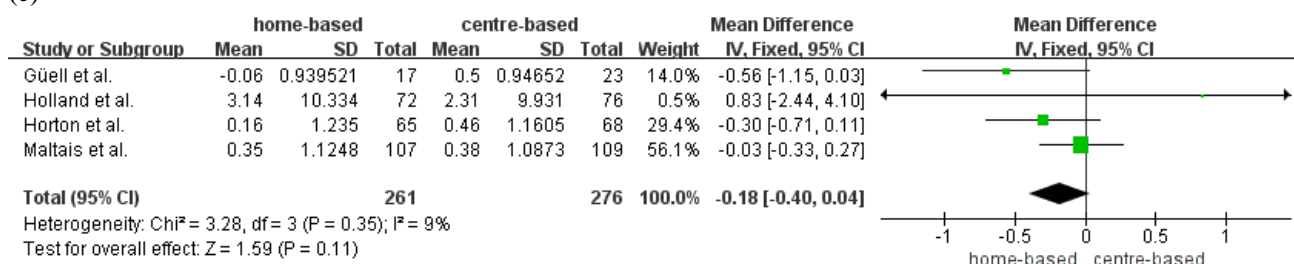 home-based centre-based Mean Difference Mean Difference
Study or Subgroup Mean SD Total Mean SD Total Weight IV, Fixed, 95% CI IV, Fixed, 95% CI
Güell et al. -0.06 0.939521 17 0.5 0.94652 23 14.0% -0.56 [-1.15, 0.03]
Holland et al. 3.14 10.334 72 2.31 9.931 76 0.5% 0.83 [-2.44, 4.10]
Horton et al. 0.16 1.235 65 0.46 1.1605 68 29.4% -0.30 [-0.71, 0.11]
Maltais et al. 0.35 1.1248 107 0.38 1.0873 109 56.1% -0.03 [-0.33, 0.27]
Total (95% CI) 261 276 100.0% -0.18 [-0.40, 0.04]
Heterogeneity: Chi² = 3.28, df = 3 (P = 0.35); I² = 9%
Test for overall effect: Z = 1.59 (P = 0.11)
-1 -0.5 0 0.5 1
home-based centre-based